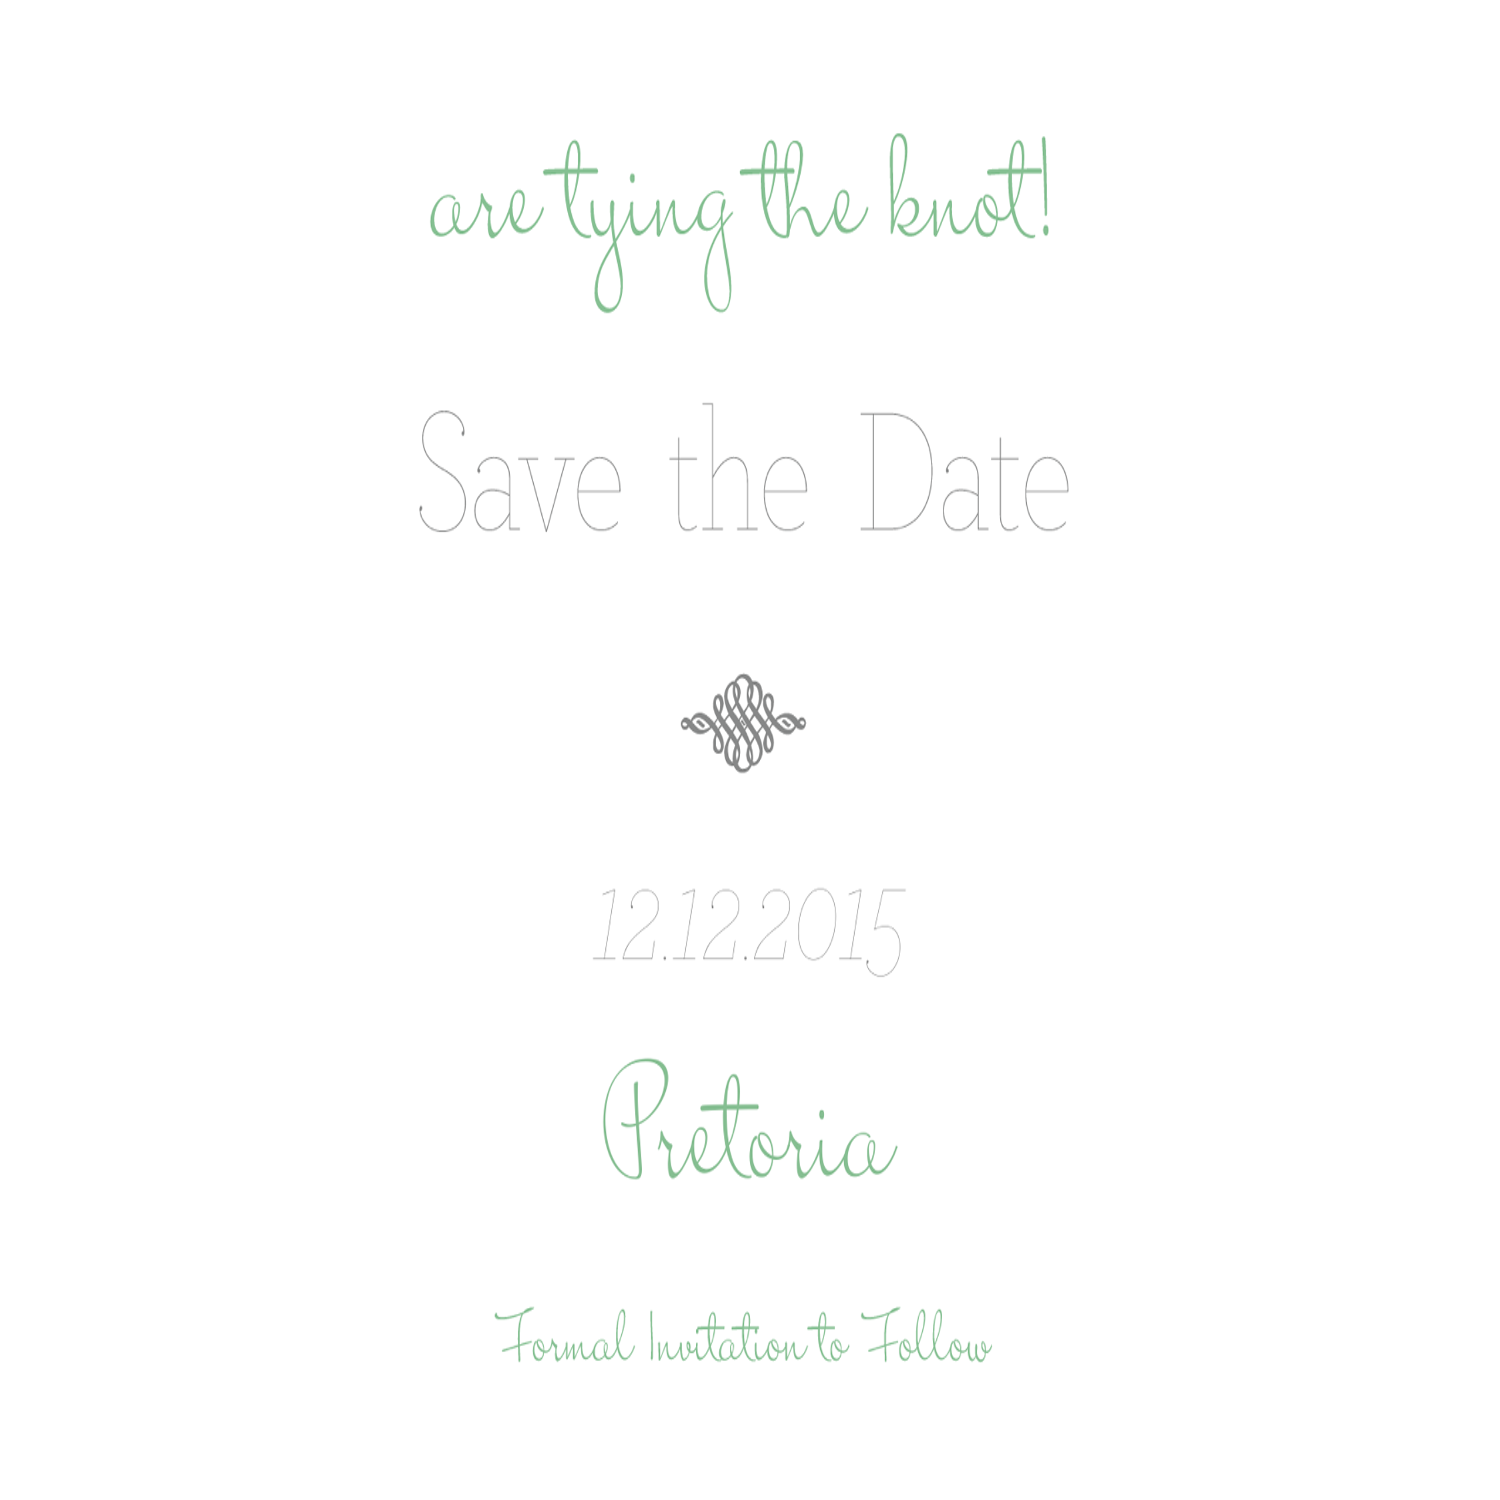 are tying the knot!
Save the Date
12.12.2015
Pretoria
Formal Invitation to Follow